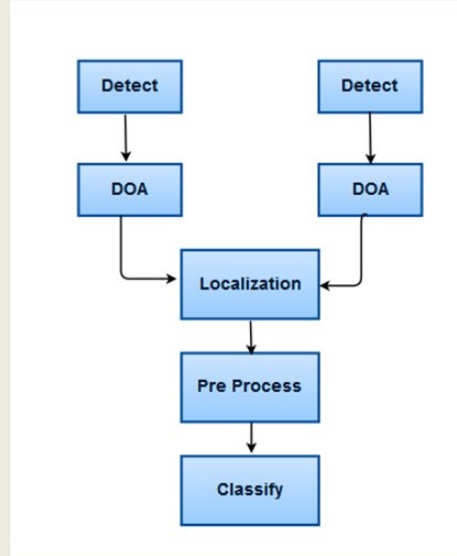 Detect
Detect
DOA
DOA
Localization
Pre Process
Classify